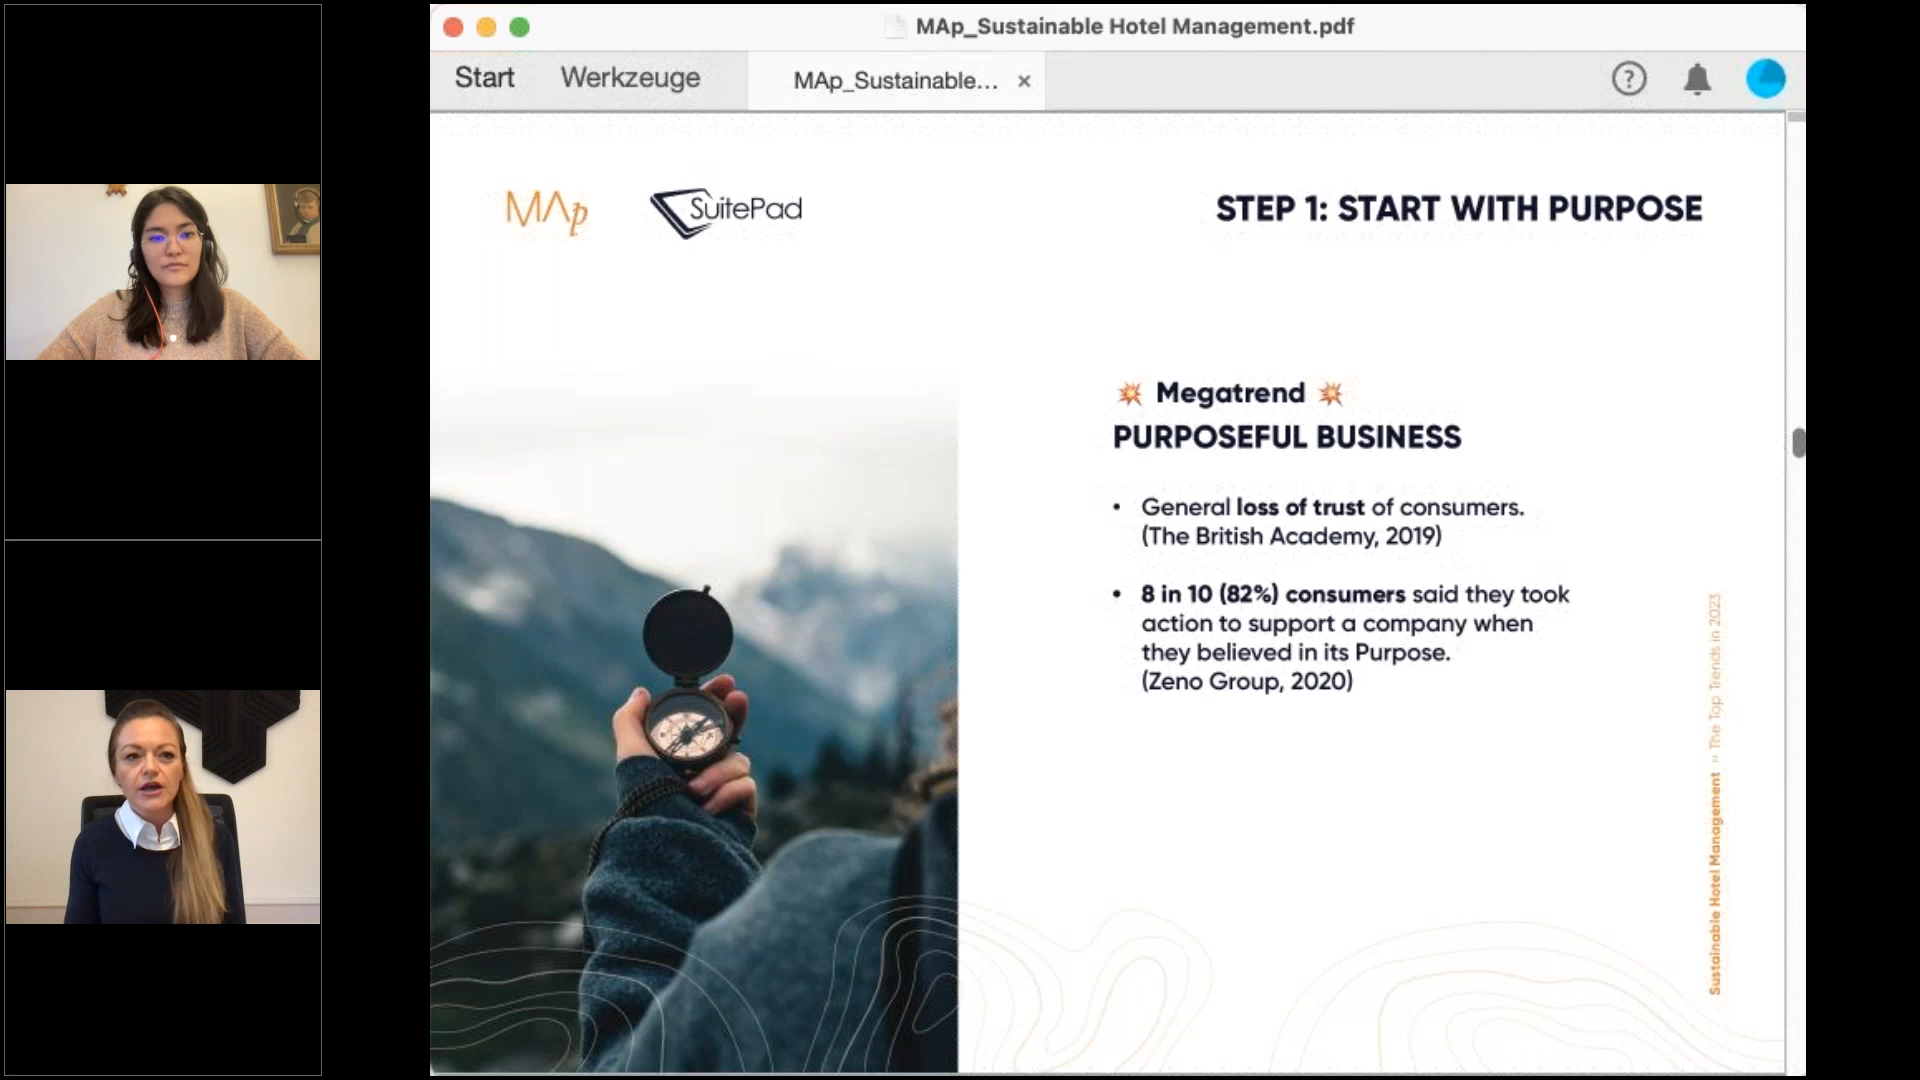 MAp_Sustainable Hotel Management.pdf
Start
Werkzeuge
MAp_Sustainable... ×
?
MAp
SuitePad
STEP 1: START WITH PURPOSE
💥 Megatrend 💥
PURPOSEFUL BUSINESS
• General loss of trust of consumers.
(The British Academy, 2019)
• 8 in 10 (82%) consumers said they took
action to support a company when
they believed in its Purpose.
(Zeno Group, 2020)
Sustainable Hotel Management » The Top Trends in 2023